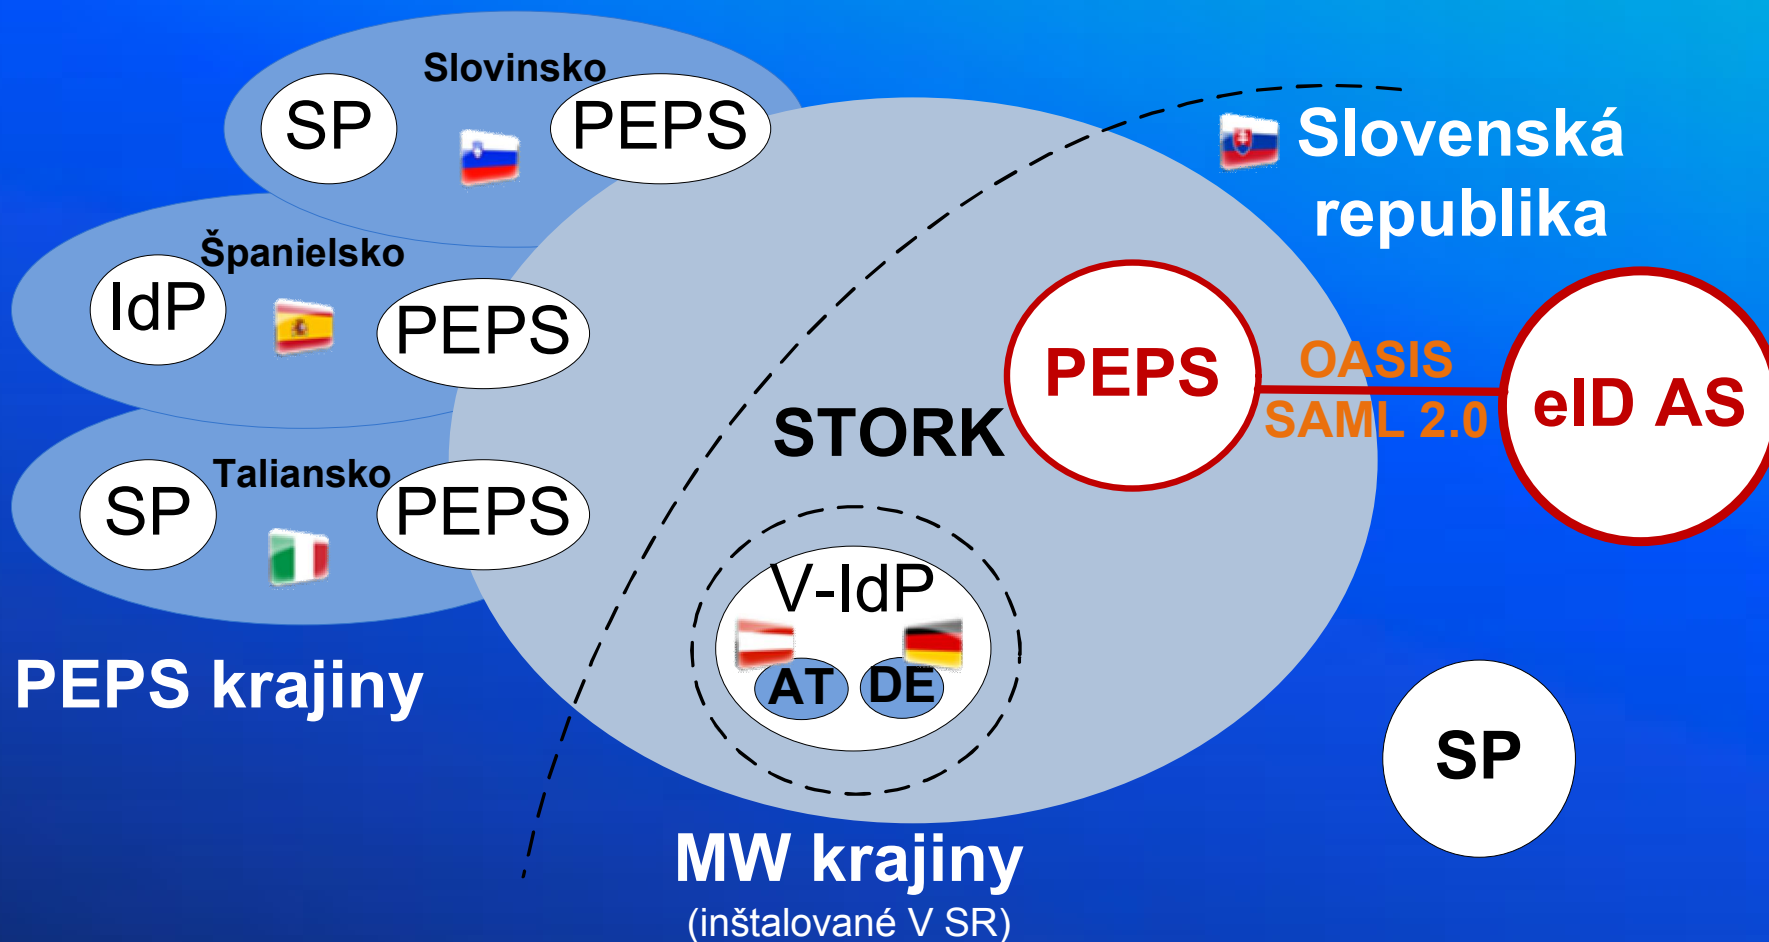 Slovinsko
SP
PEPS
Slovenská
republika
Španielsko
IdP
PEPS
PEPS
OASIS
SAML 2.0
eID AS
STORK
Taliansko
SP
PEPS
V-IdP
AT
DE
PEPS krajiny
SP
MW krajiny
(inštalované V SR)